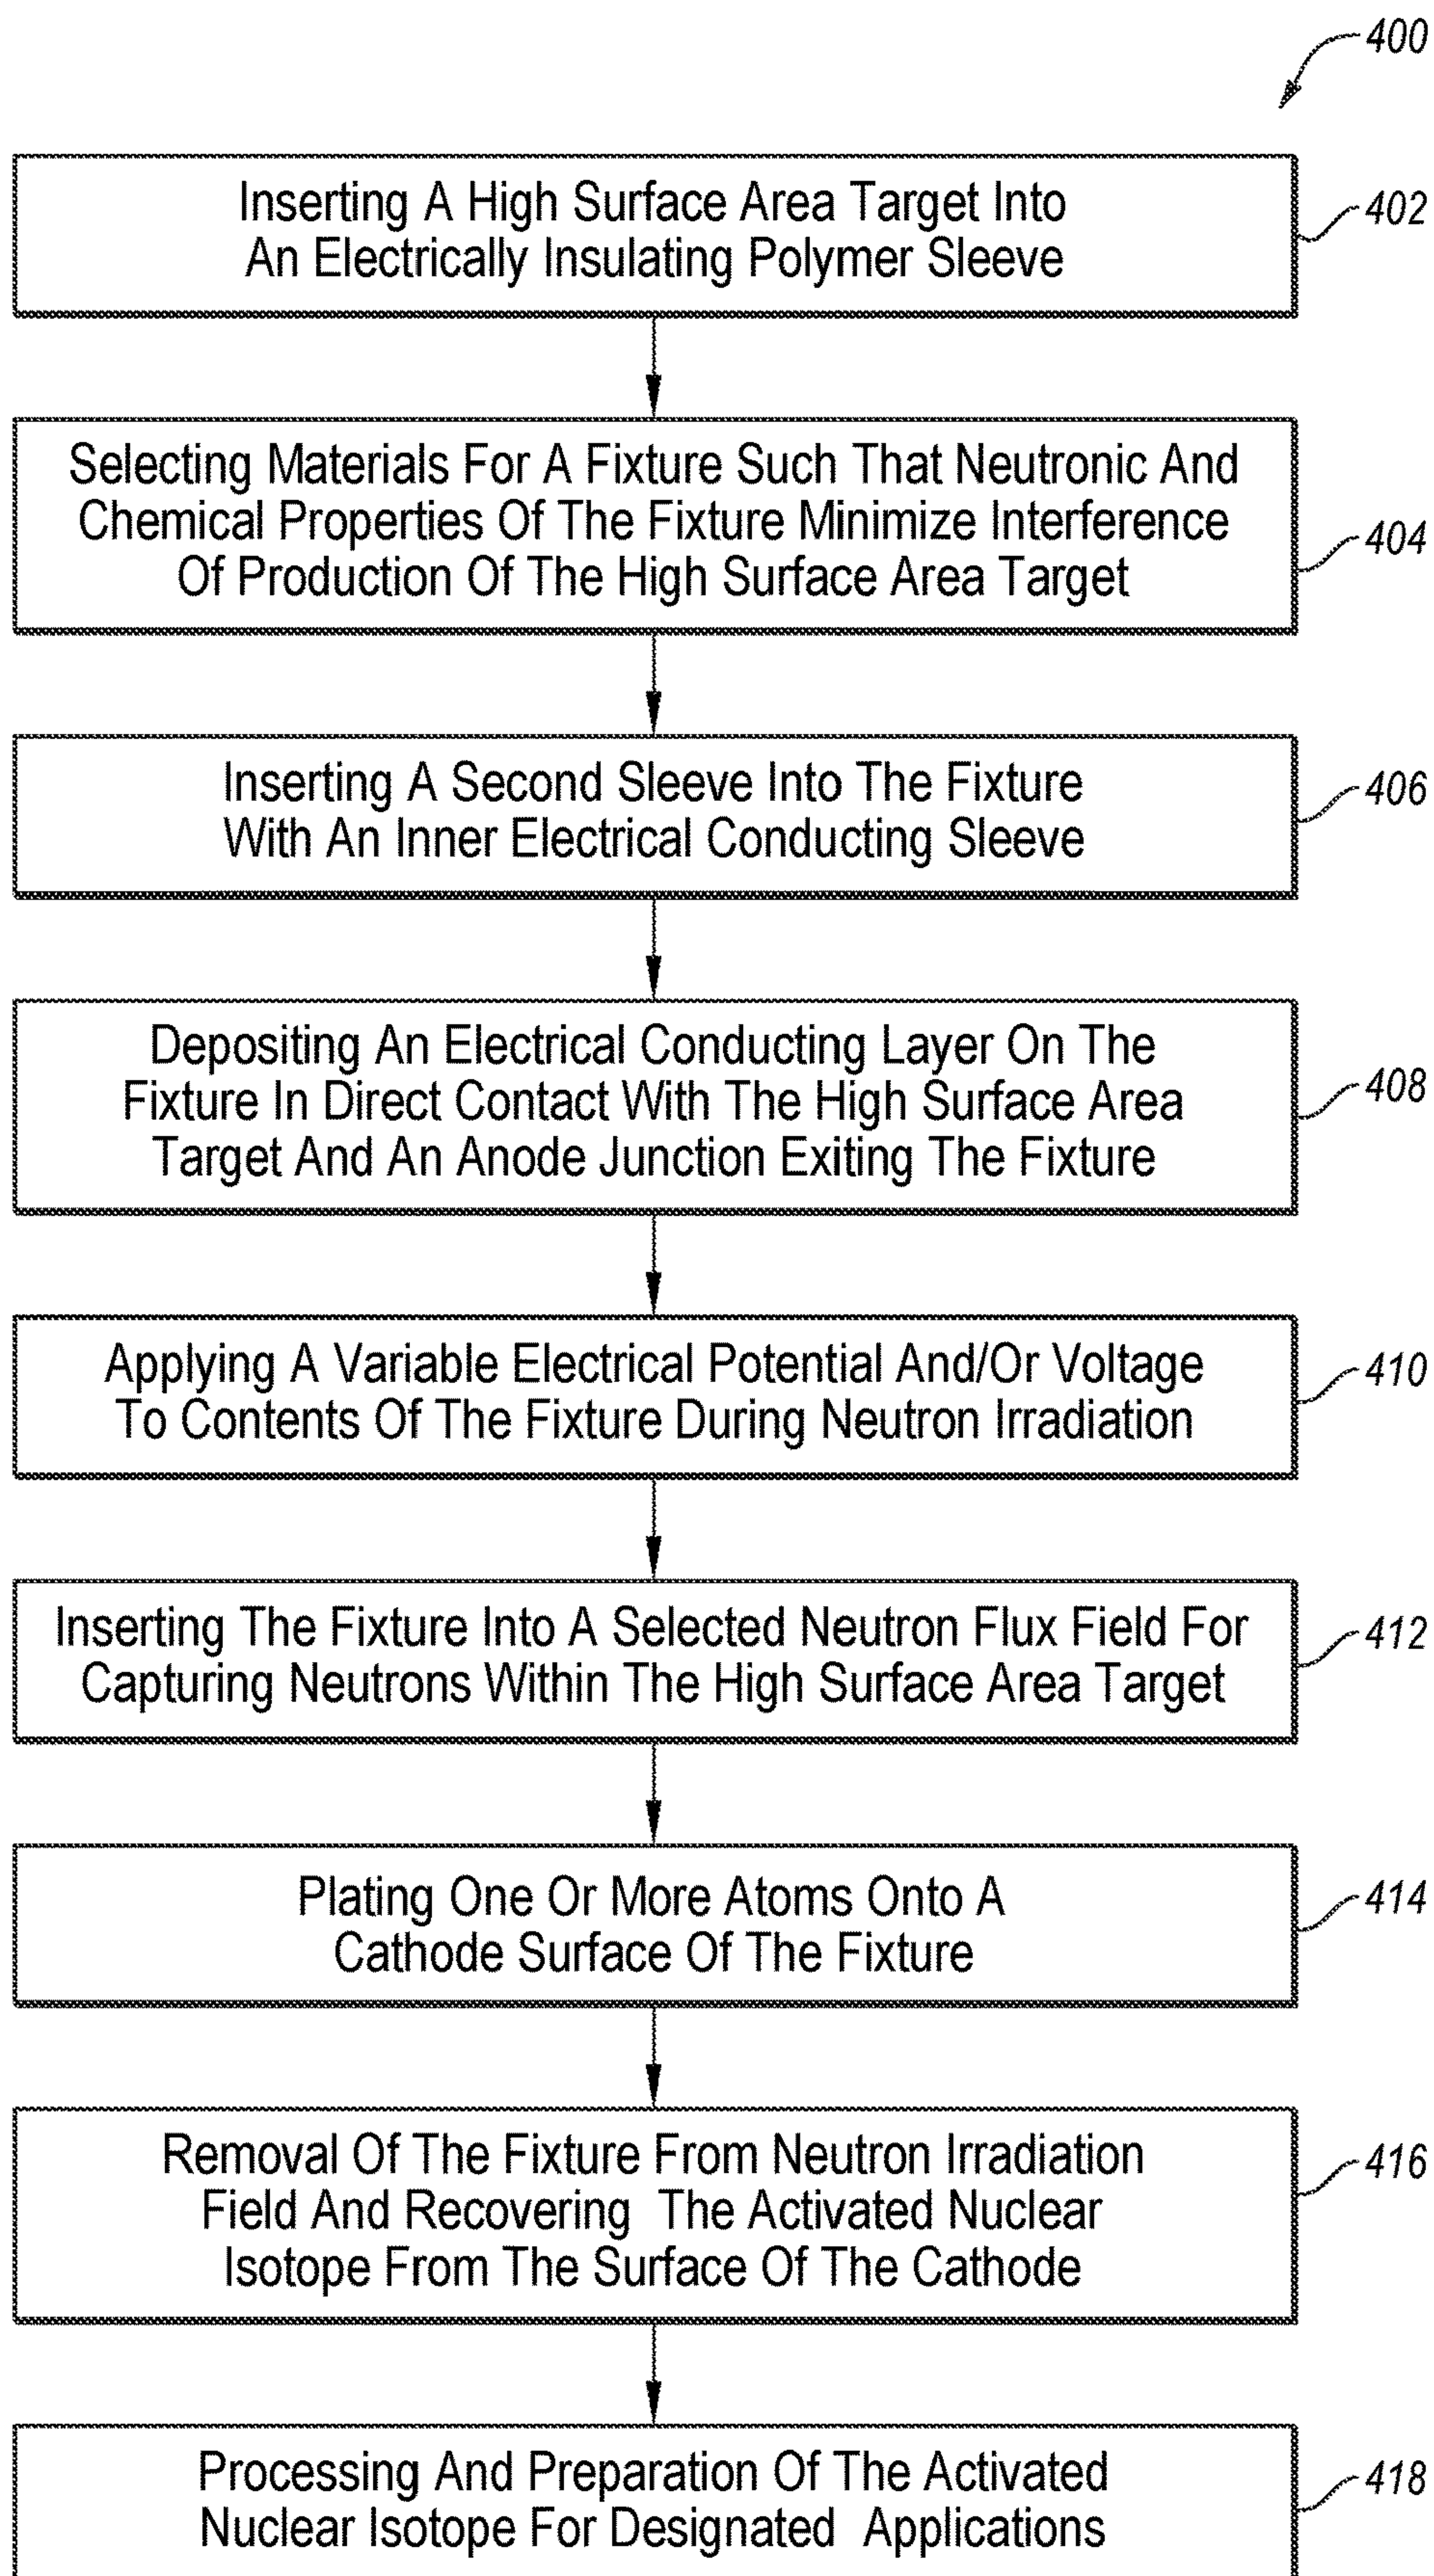 400
Inserting A High Surface Area Target Into
An Electrically Insulating Polymer Sleeve
402
Selecting Materials For A Fixture Such That Neutronic And
Chemical Properties Of The Fixture Minimize Interference
Of Production Of The High Surface Area Target
404
Inserting A Second Sleeve Into The Fixture
With An Inner Electrical Conducting Sleeve
406
Depositing An Electrical Conducting Layer On The
Fixture In Direct Contact With The High Surface Area
Target And An Anode Junction Exiting The Fixture
408
Applying A Variable Electrical Potential And/Or Voltage
To Contents Of The Fixture During Neutron Irradiation
410
Inserting The Fixture Into A Selected Neutron Flux Field For
Capturing Neutrons Within The High Surface Area Target
412
Plating One Or More Atoms Onto A
Cathode Surface Of The Fixture
414
Removal Of The Fixture From Neutron Irradiation
Field And Recovering The Activated Nuclear
Isotope From The Surface Of The Cathode
416
Processing And Preparation Of The Activated
Nuclear Isotope For Designated Applications
418